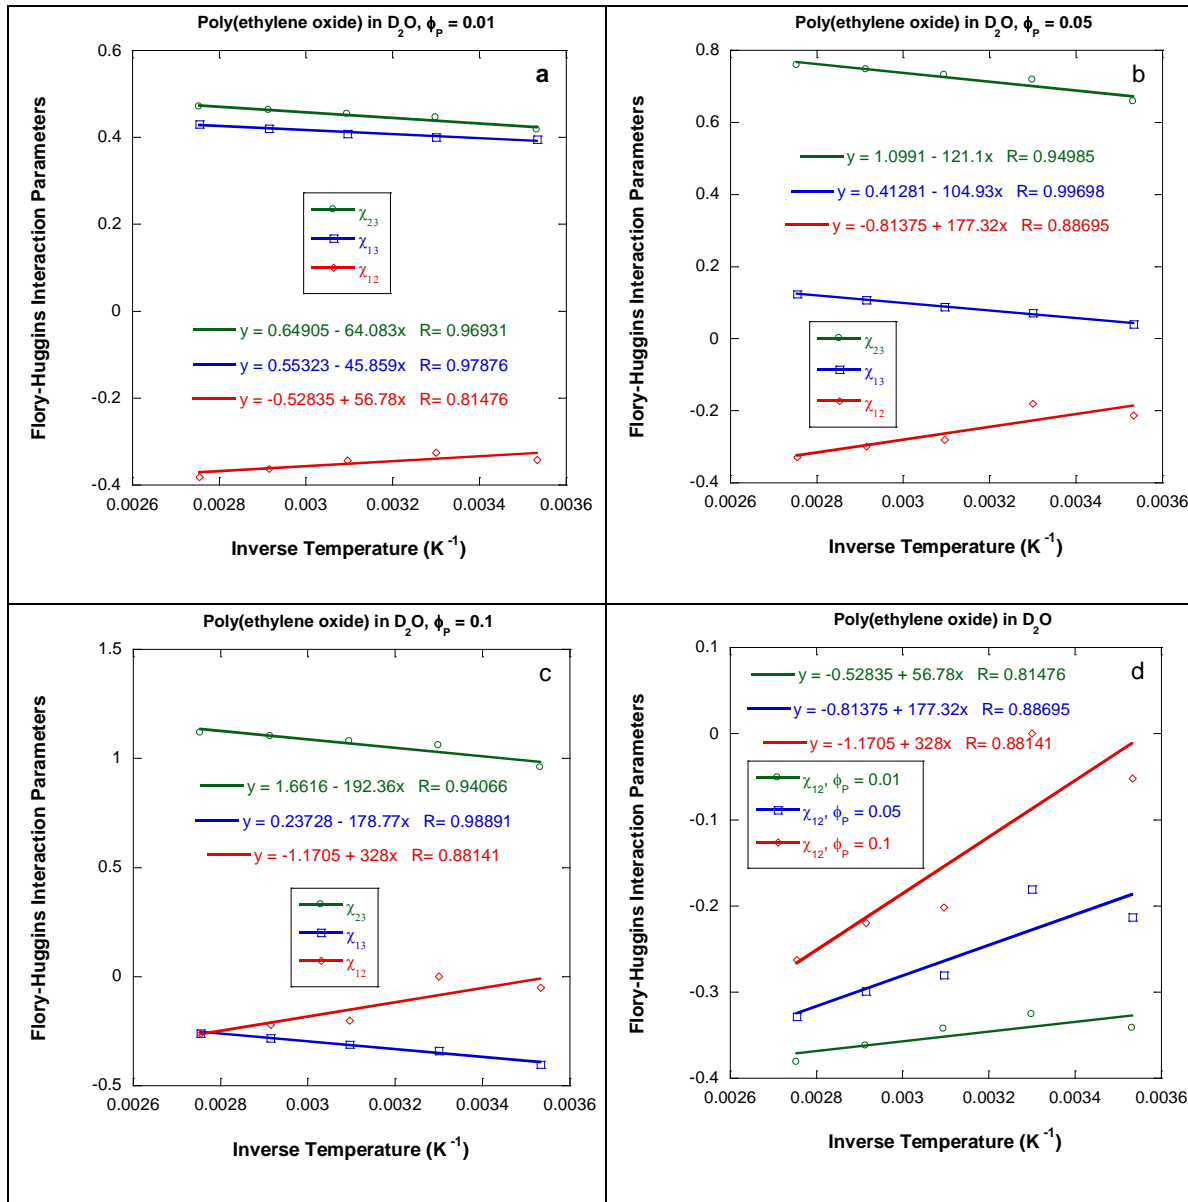 Poly(ethylene oxide) in D₂O, ϕ_P = 0.01
a
0.6
0.4
0.2
0
-0.2
-0.4
Flory-Huggins Interaction Parameters
χ₂₃
χ₁₃
χ₁₂
y = 0.64905 - 64.083x R= 0.96931
y = 0.55323 - 45.859x R= 0.97876
y = -0.52835 + 56.78x R= 0.81476
0.0026 0.0028 0.003 0.0032 0.0034 0.0036
Inverse Temperature (K⁻¹)
Poly(ethylene oxide) in D₂O, ϕ_P = 0.05
b
0.8
0.6
0.4
0.2
0
-0.2
-0.4
Flory-Huggins Interaction Parameters
y = 1.0991 - 121.1x R= 0.94985
y = 0.41281 - 104.93x R= 0.99698
y = -0.81375 + 177.32x R= 0.88695
χ₂₃
χ₁₃
χ₁₂
0.0026 0.0028 0.003 0.0032 0.0034 0.0036
Inverse Temperature (K⁻¹)
Poly(ethylene oxide) in D₂O, ϕ_P = 0.1
c
1.5
1
0.5
0
-0.5
Flory-Huggins Interaction Parameters
y = 1.6616 - 192.36x R= 0.94066
y = 0.23728 - 178.77x R= 0.98891
y = -1.1705 + 328x R= 0.88141
χ₂₃
χ₁₃
χ₁₂
0.0026 0.0028 0.003 0.0032 0.0034 0.0036
Inverse Temperature (K⁻¹)
Poly(ethylene oxide) in D₂O
d
0.1
0
-0.1
-0.2
-0.3
-0.4
Flory-Huggins Interaction Parameters
y = -0.52835 + 56.78x R= 0.81476
y = -0.81375 + 177.32x R= 0.88695
y = -1.1705 + 328x R= 0.88141
χ₁₂, ϕ_P = 0.01
χ₁₂, ϕ_P = 0.05
χ₁₂, ϕ_P = 0.1
0.0026 0.0028 0.003 0.0032 0.0034 0.0036
Inverse Temperature (K⁻¹)